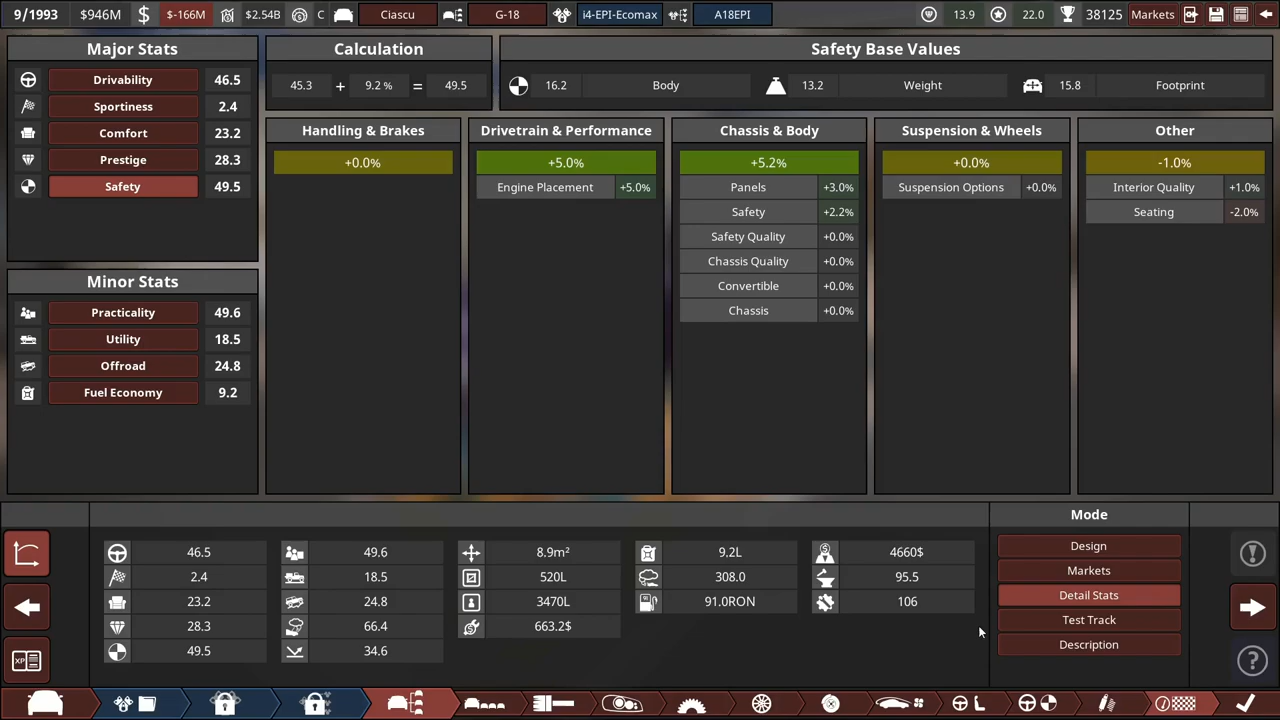 9/1993 $946M $ $-166M $2.54B C Ciascu G-18 i4-EPI-Ecomax A18EPI 13.9 22.0 38125 Markets
Major Stats
Drivability 46.5
Sportiness 2.4
Comfort 23.2
Prestige 28.3
Safety 49.5
Minor Stats
Practicality 49.6
Utility 18.5
Offroad 24.8
Fuel Economy 9.2
Calculation
45.3 + 9.2 % = 49.5
Safety Base Values
16.2 Body 13.2 Weight 15.8 Footprint
Handling & Brakes
+0.0%
Drivetrain & Performance
+5.0%
Engine Placement +5.0%
Chassis & Body
+5.2%
Panels +3.0%
Safety +2.2%
Safety Quality +0.0%
Chassis Quality +0.0%
Convertible +0.0%
Chassis +0.0%
Suspension & Wheels
+0.0%
Suspension Options +0.0%
Other
-1.0%
Interior Quality +1.0%
Seating -2.0%
46.5 49.6 8.9m² 9.2L 4660$
2.4 18.5 520L 308.0 95.5
23.2 24.8 3470L 91.0RON 106
28.3 66.4 663.2$
49.5 34.6
Mode
Design
Markets
Detail Stats
Test Track
Description
XP